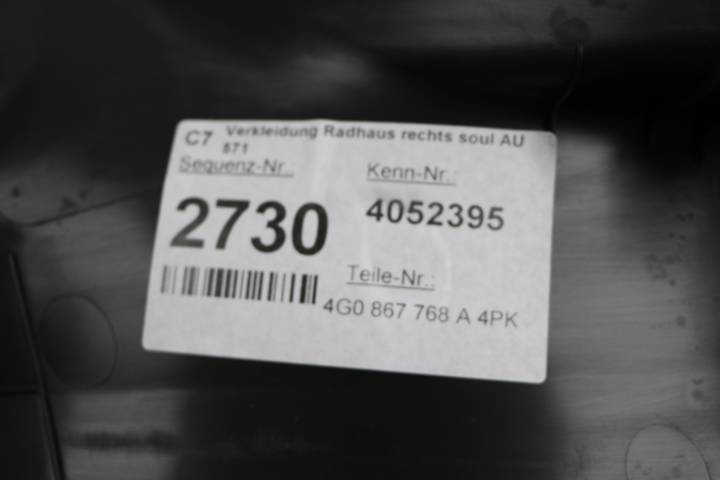 C7 Verkleidung Radhaus rechts soul AU
571
Sequenz-Nr.:
Kenn-Nr.:
2730
4052395
Teile-Nr.:
4G0 867 768 A 4PK